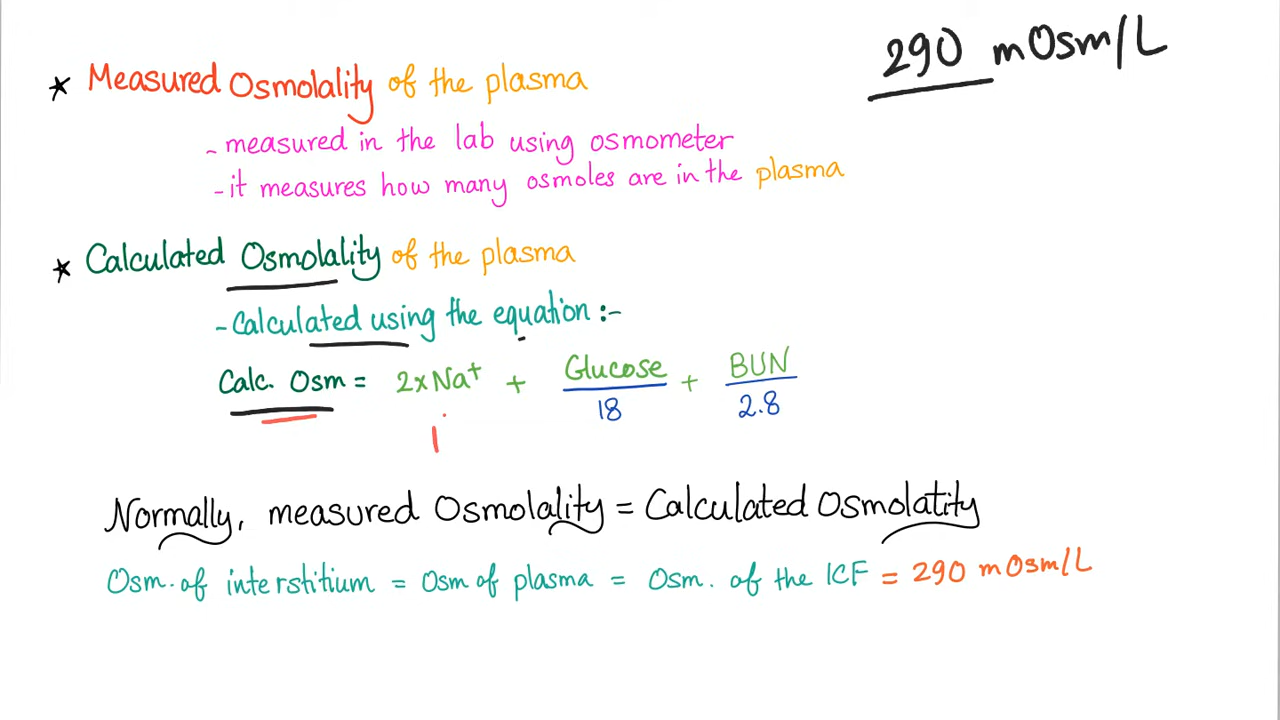 290 mOsm/L
* Measured Osmolality of the plasma
- measured in the lab using osmometer
- it measures how many osmoles are in the plasma
* Calculated Osmolality of the plasma
- Calculated using the equation :-
Calc. Osm = 2xNa⁺ + Glucose/18 + BUN/2.8
Normally, measured Osmolality = Calculated Osmolatity
Osm. of interstitium = Osm of plasma = Osm. of the ICF = 290 mOsm/L